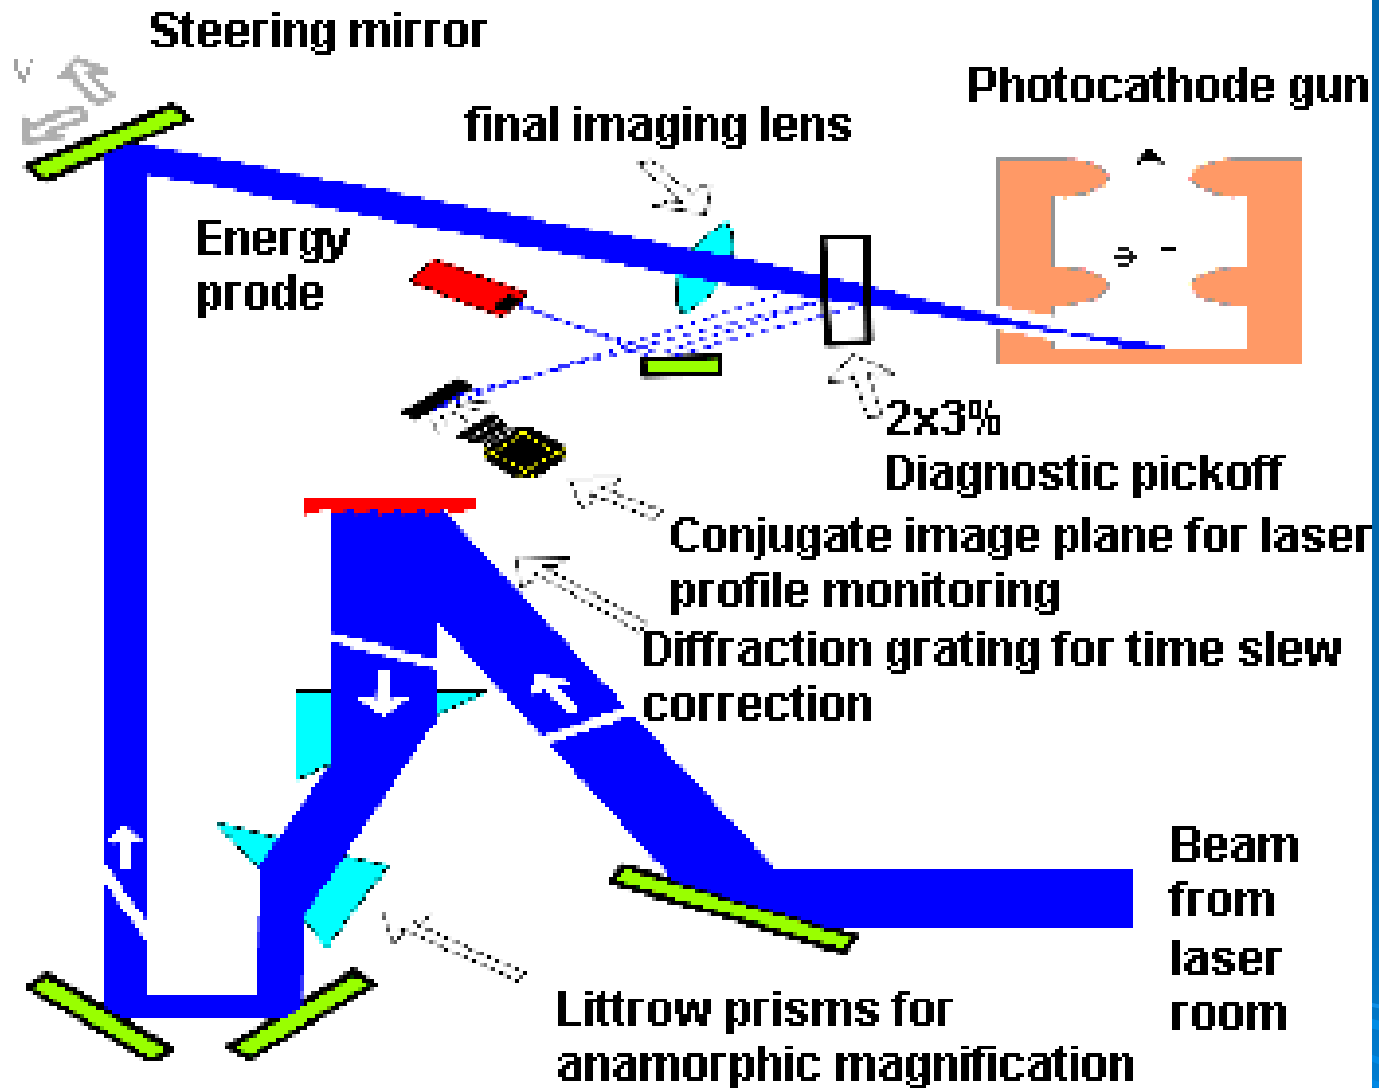 Steering mirror
V
Photocathode gun
final imaging lens
Energy
prode
e -
2x3%
Diagnostic pickoff
Conjugate image plane for laser
profile monitoring
Diffraction grating for time slew
correction
Beam
from
laser
room
Littrow prisms for
anamorphic magnification